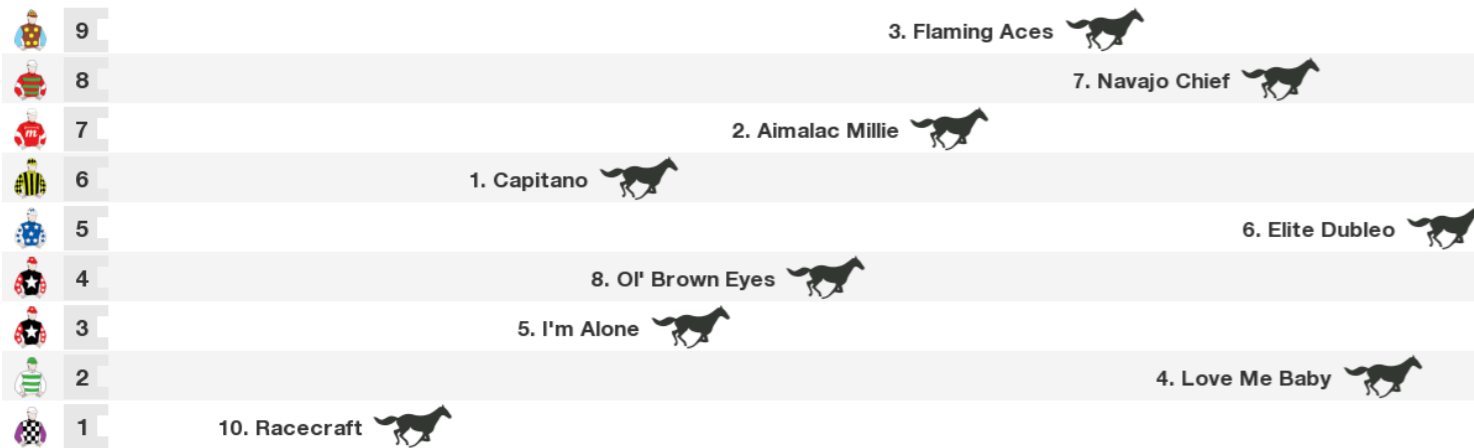 9 3. Flaming Aces
8 7. Navajo Chief
7 2. Aimalac Millie
6 1. Capitano
5 6. Elite Dubleo
4 8. Ol' Brown Eyes
3 5. I'm Alone
2 4. Love Me Baby
1 10. Racecraft